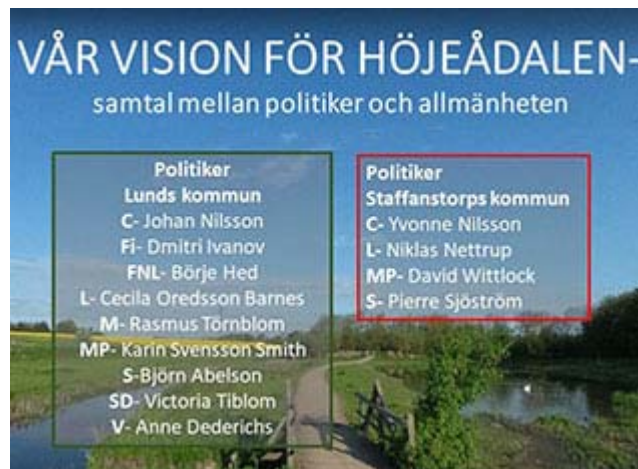 VÅR VISION FÖR HÖJEÅDALEN-
samtal mellan politiker och allmänheten
Politiker
Lunds kommun
C- Johan Nilsson
Fi- Dmitri Ivanov
FNL- Börje Hed
L- Cecila Oredsson Barnes
M- Rasmus Törnblom
MP- Karin Svensson Smith
S-Björn Abelson
SD- Victoria Tiblom
V- Anne Dederichs
Politiker
Staffanstorps kommun
C- Yvonne Nilsson
L- Niklas Nettrup
MP- David Wittlock
S- Pierre Sjöström